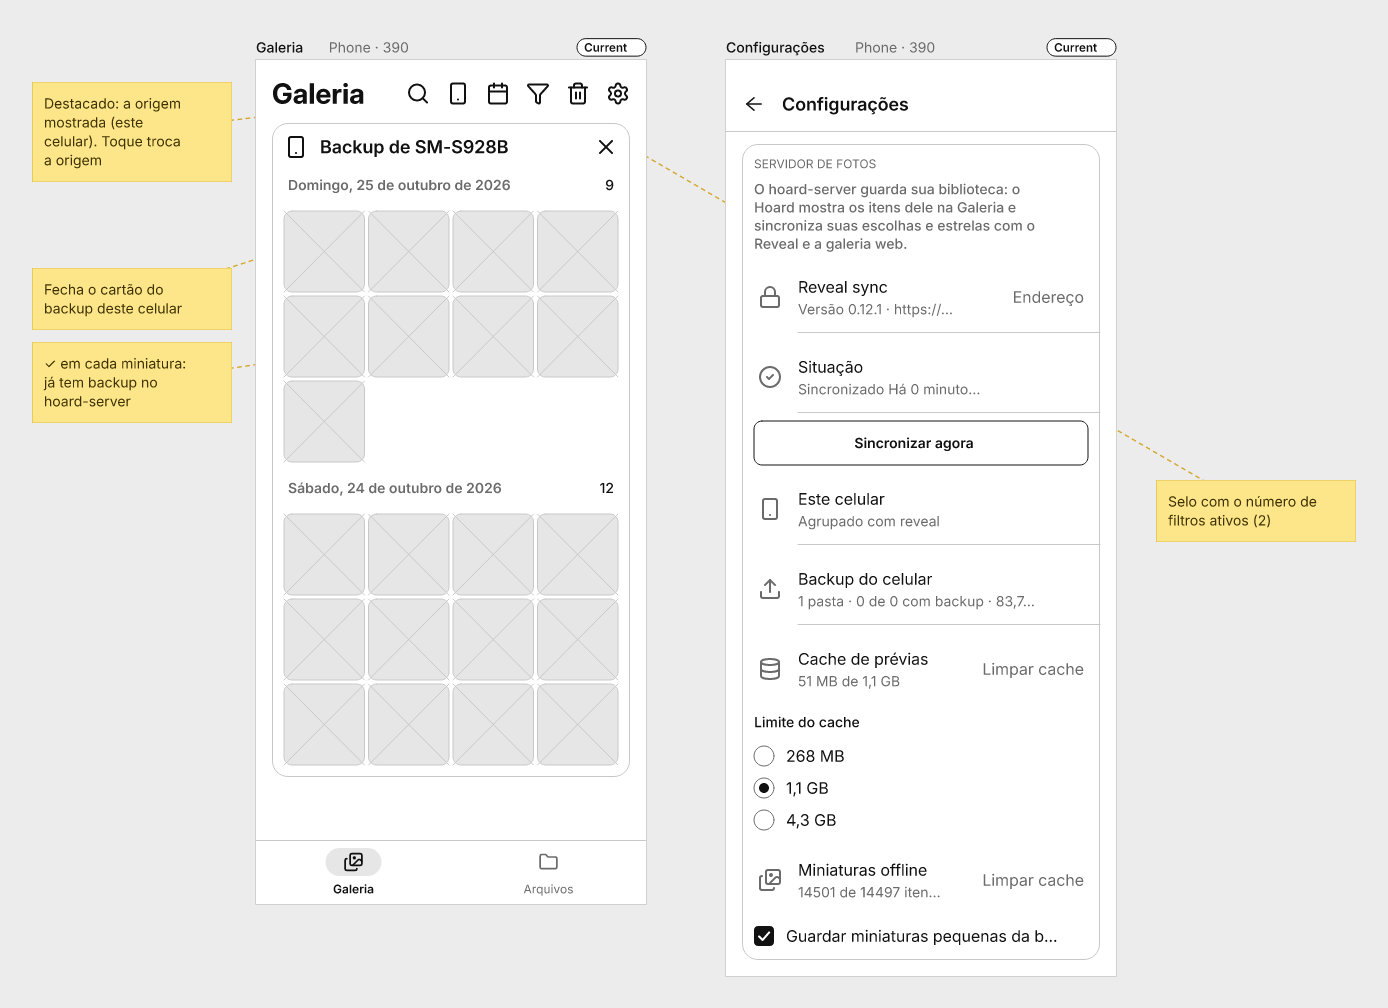 Galeria
Phone · 390
Current
Configurações
Phone · 390
Current
Destacado: a origem
mostrada (este
celular). Toque troca
a origem
Fecha o cartão do
backup deste celular
✓ em cada miniatura:
já tem backup no
hoard-server
Galeria
Backup de SM-S928B
Domingo, 25 de outubro de 2026
9
Sábado, 24 de outubro de 2026
12
Galeria
Arquivos
Configurações
SERVIDOR DE FOTOS
O hoard-server guarda sua biblioteca: o
Hoard mostra os itens dele na Galeria e
sincroniza suas escolhas e estrelas com o
Reveal e a galeria web.
Reveal sync
Versão 0.12.1 · https://...
Endereço
Situação
Sincronizado Há 0 minuto...
Sincronizar agora
Este celular
Agrupado com reveal
Backup do celular
1 pasta · 0 de 0 com backup · 83,7...
Cache de prévias
51 MB de 1,1 GB
Limpar cache
Limite do cache
268 MB
1,1 GB
4,3 GB
Miniaturas offline
14501 de 14497 iten...
Limpar cache
Guardar miniaturas pequenas da b...
Selo com o número de
filtros ativos (2)